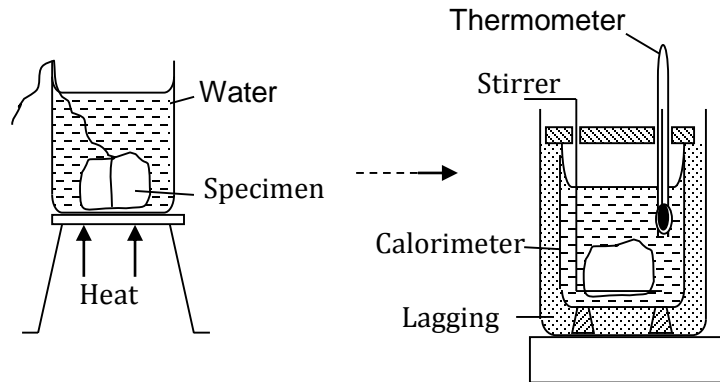 Thermometer
Stirrer
Water
Specimen
Calorimeter
Heat
Lagging